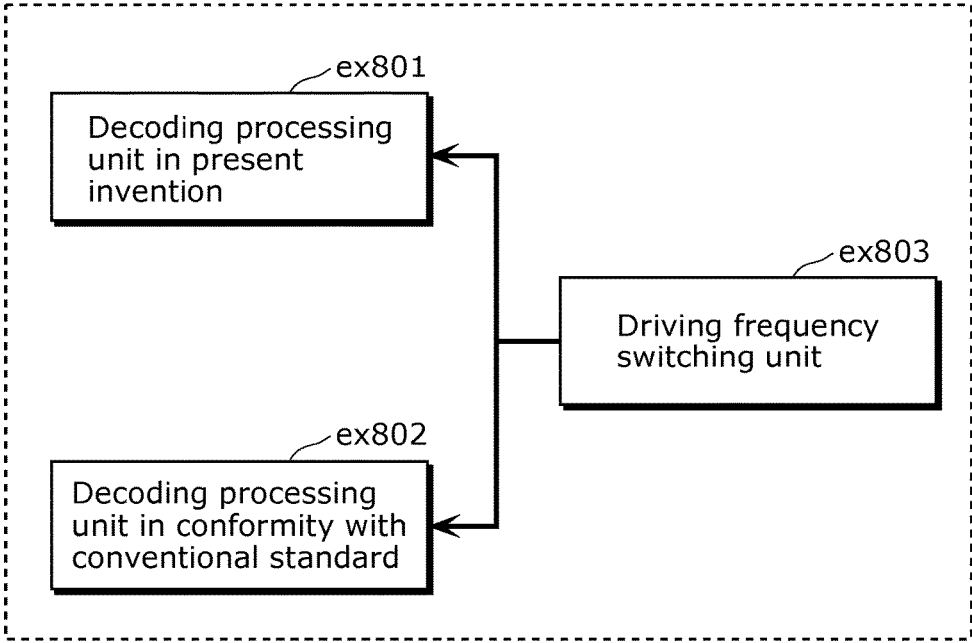 ex801
Decoding processing
unit in present
invention
ex803
Driving frequency
switching unit
ex802
Decoding processing
unit in conformity with
conventional standard